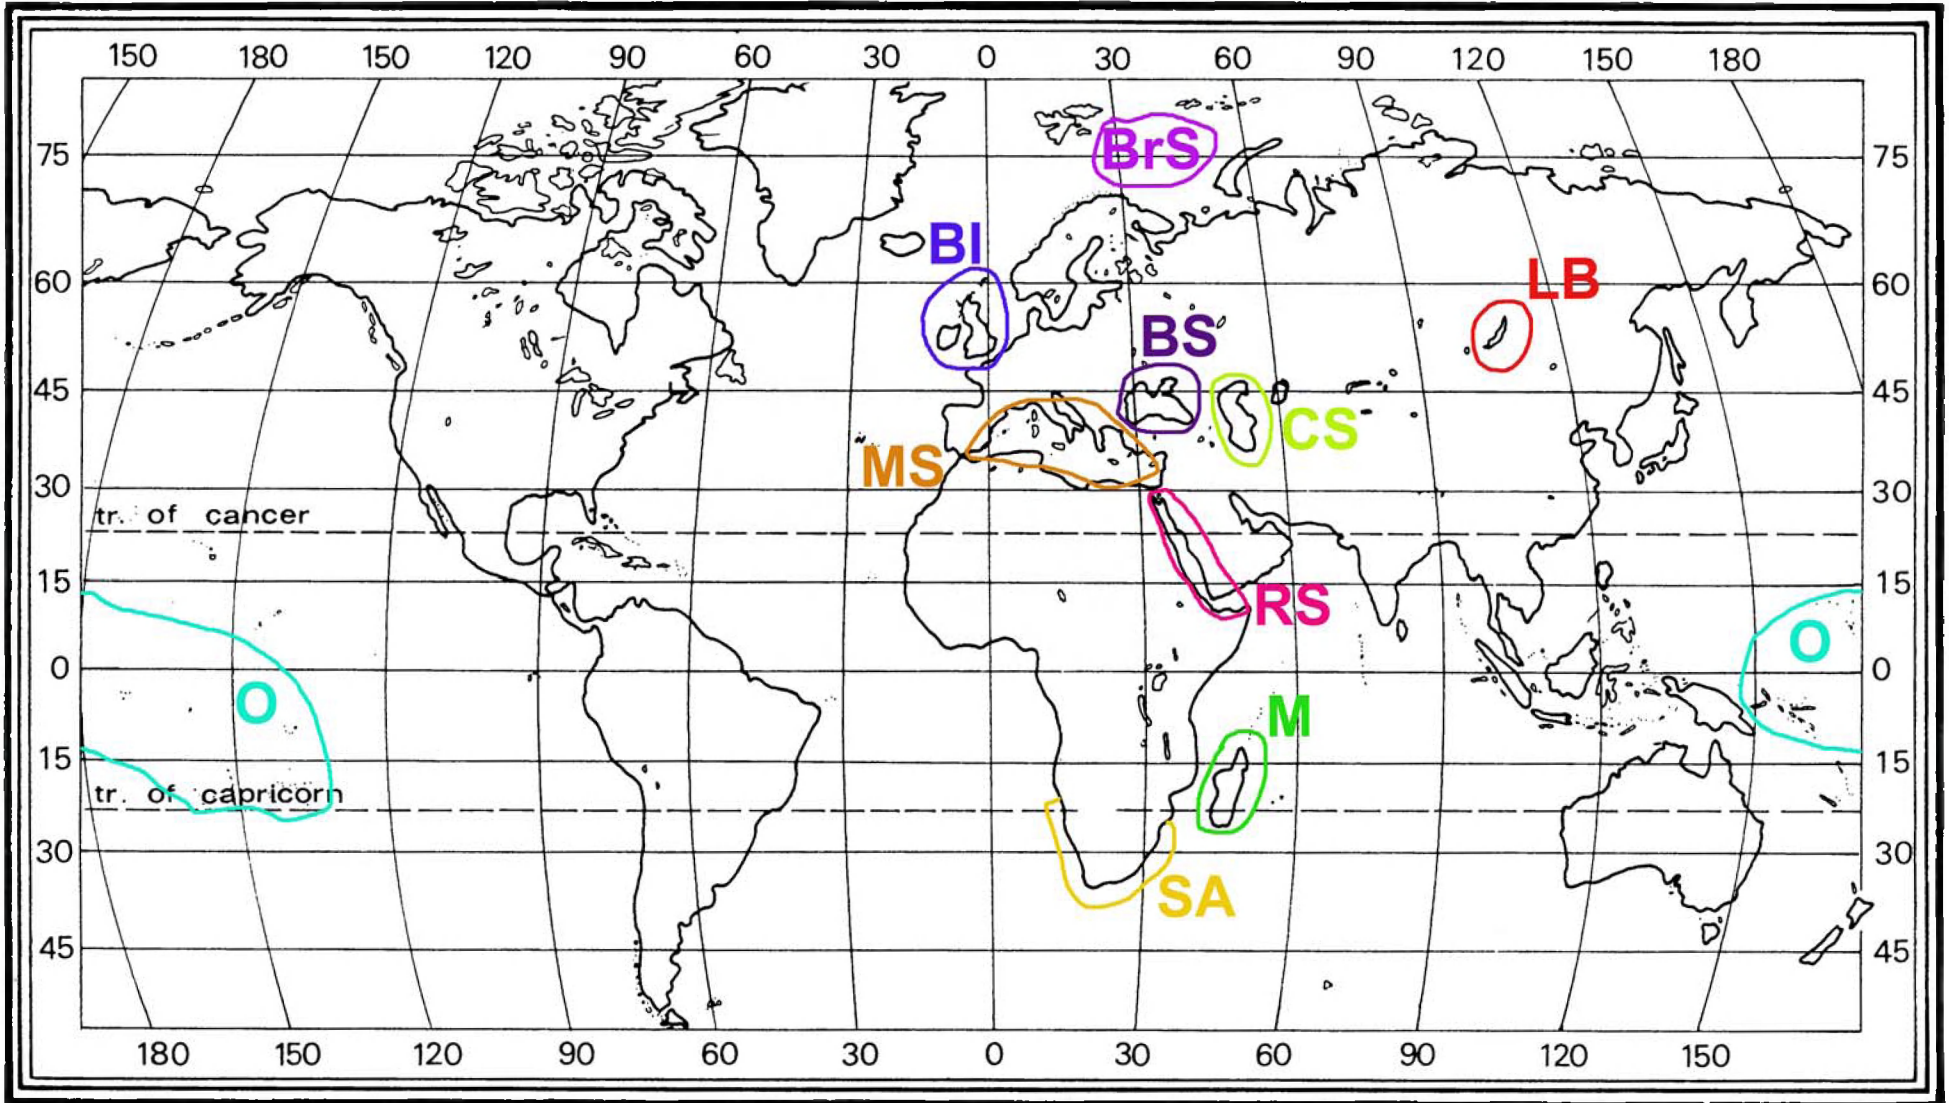 150 180 150 120 90 60 30 0 30 60 90 120 150 180
75 BrS 75
BI
60 LB 60
BS
45 CS 45
MS
30 30
tr. of cancer
15 RS 15
O
0 0
O M
15 15
tr. of capricorn
30 30
SA
45 45
180 150 120 90 60 30 0 30 60 90 120 150